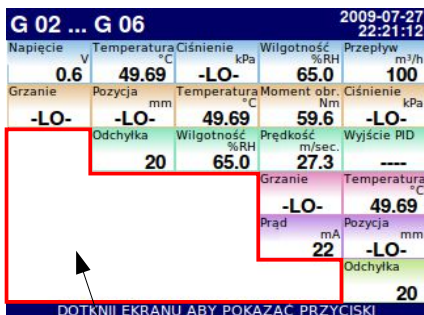 G 02 ... G 06
2009-07-27
22:21:12
Napięcie Temperatura Ciśnienie Wilgotność Przepływ
V °C kPa %RH m³/h
0.6 49.69 -LO- 65.0 100
Grzanie Pozycja Temperatura Moment obr. Ciśnienie
mm °C Nm kPa
-LO- -LO- 49.69 59.6 -LO-
Odchyłka Wilgotność Prędkość Wyjście PID
%RH m/sec.
20 65.0 27.3 ----
Grzanie Temperatura
°C
-LO- 49.69
Prąd Pozycja
mA mm
22 -LO-
Odchyłka
20
DOTKNIJ EKRANU ABY POKAZAĆ PRZYCISKI